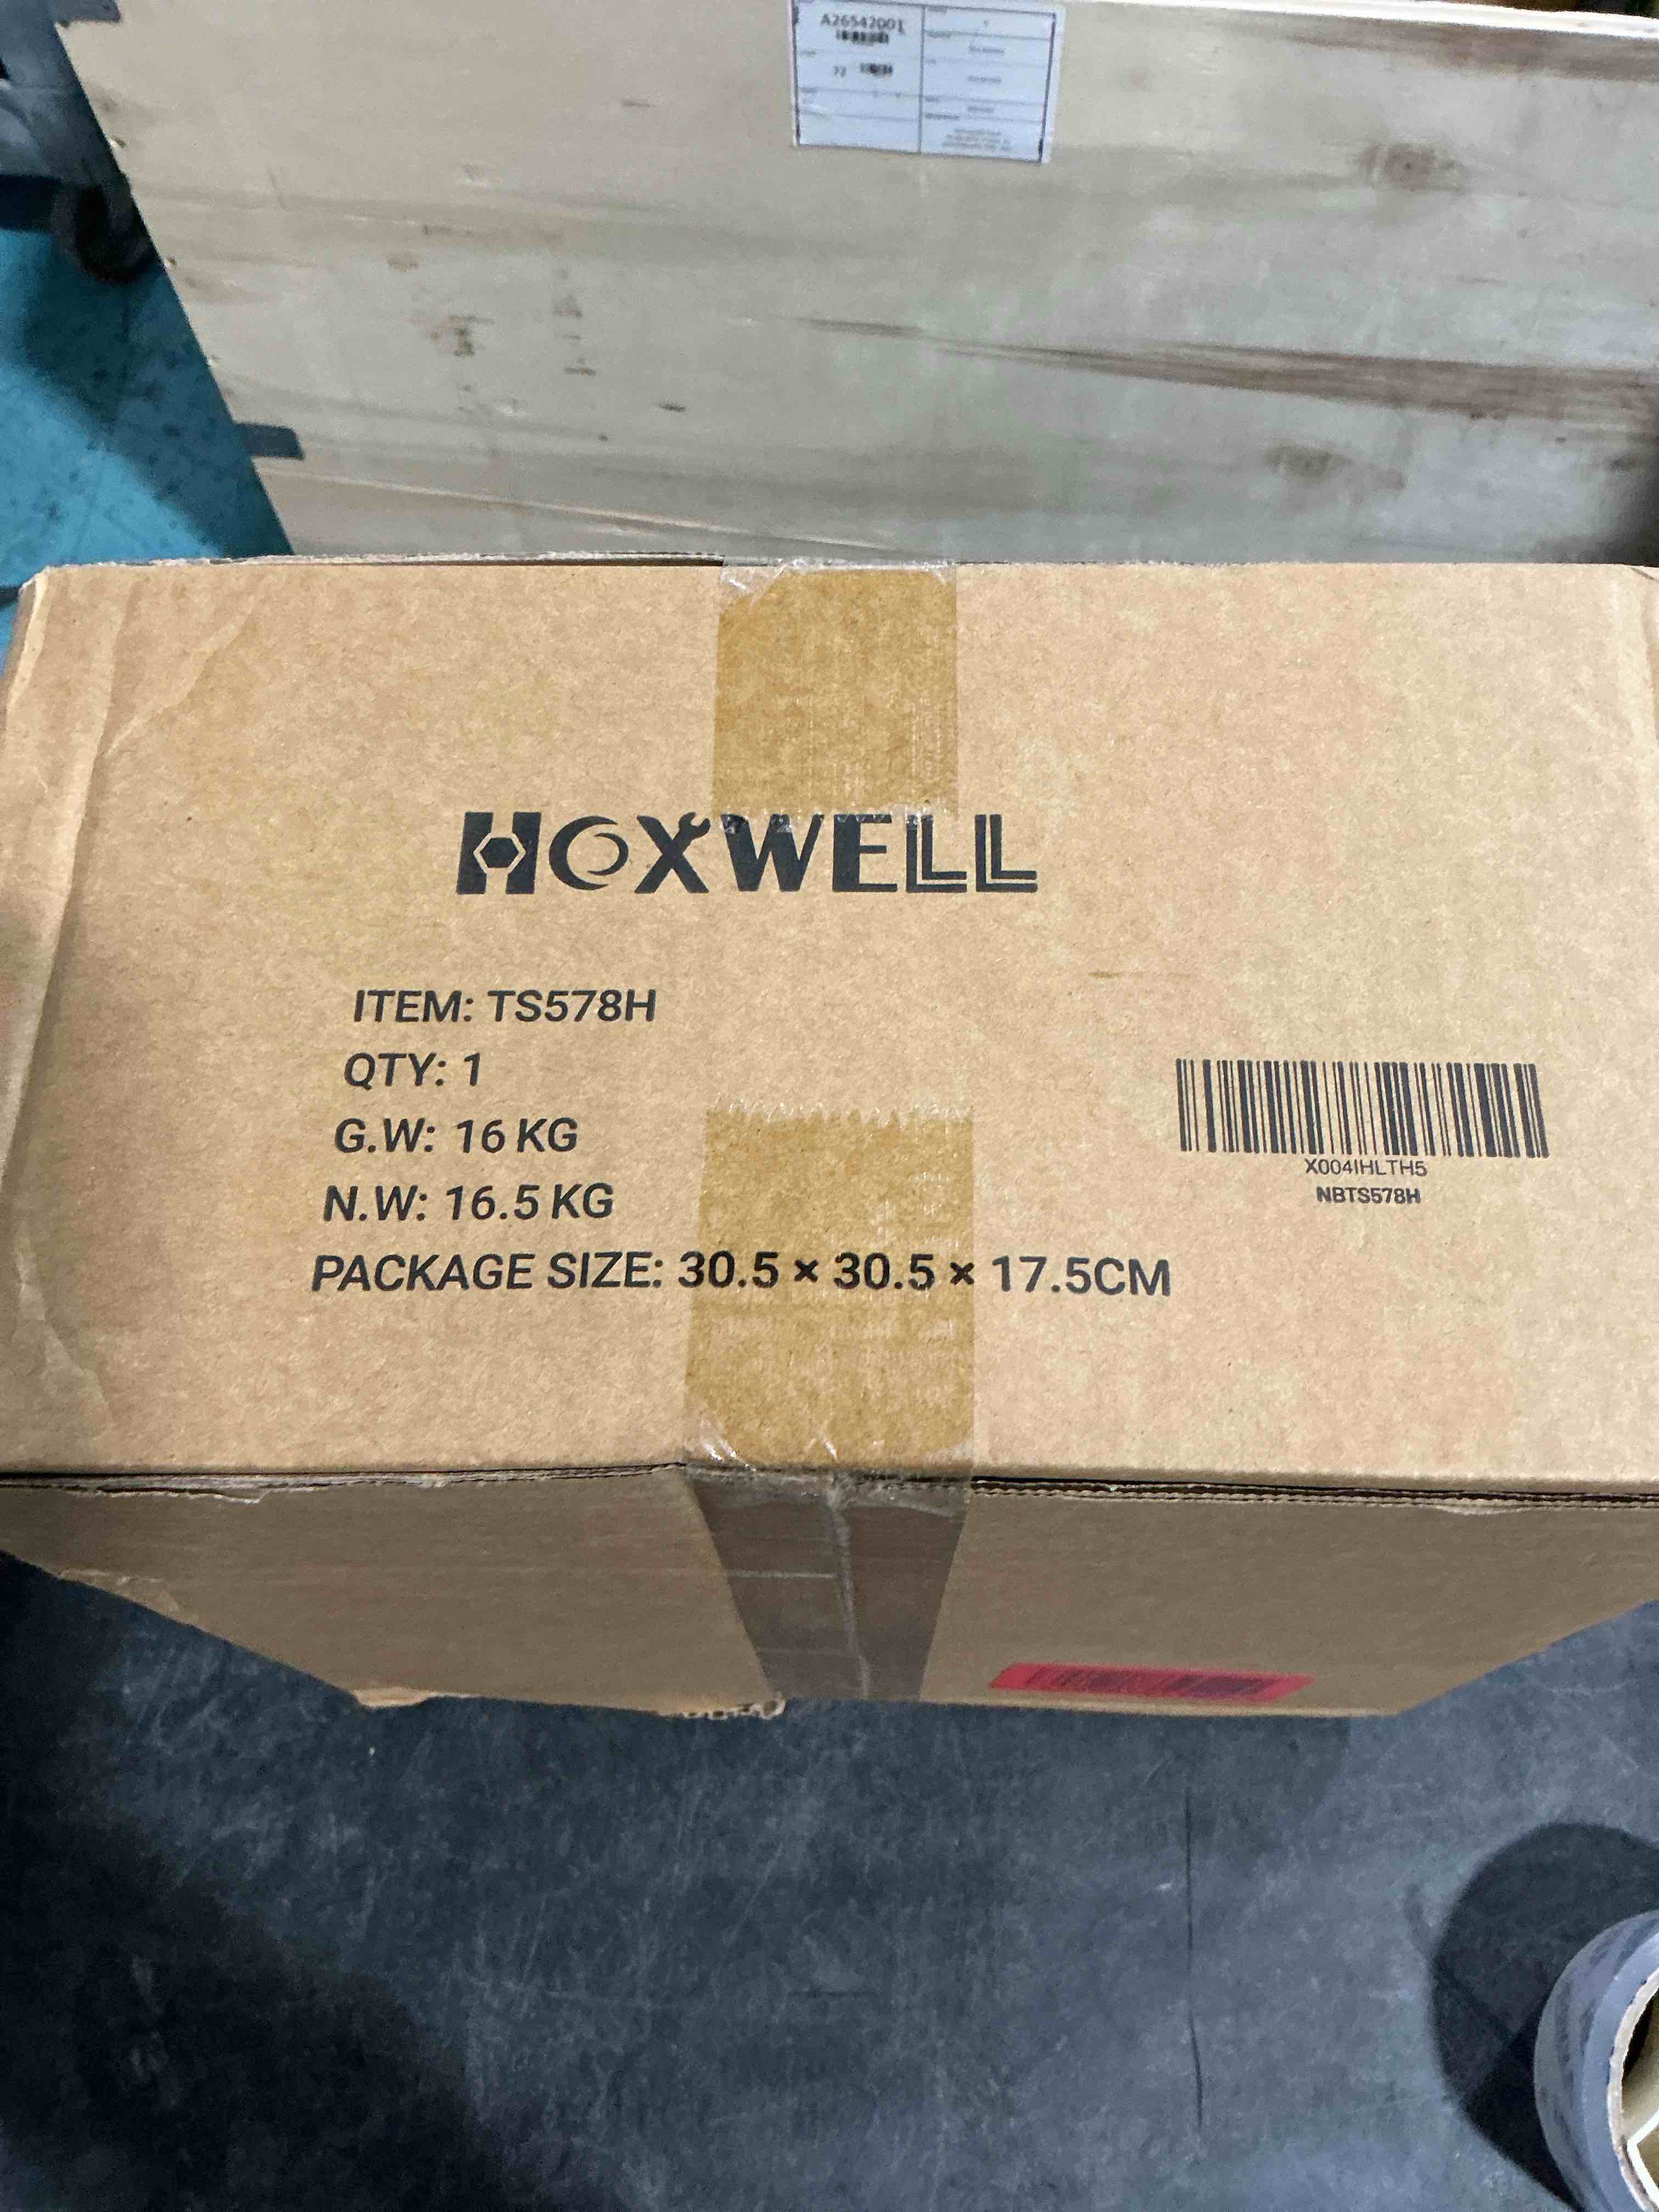 A26542001
HOXWELL
ITEM: TS578H
QTY: 1
G.W: 16 KG
N.W: 16.5 KG
PACKAGE SIZE: 30.5 × 30.5 × 17.5CM
X004IHLTH5
NBTS578H